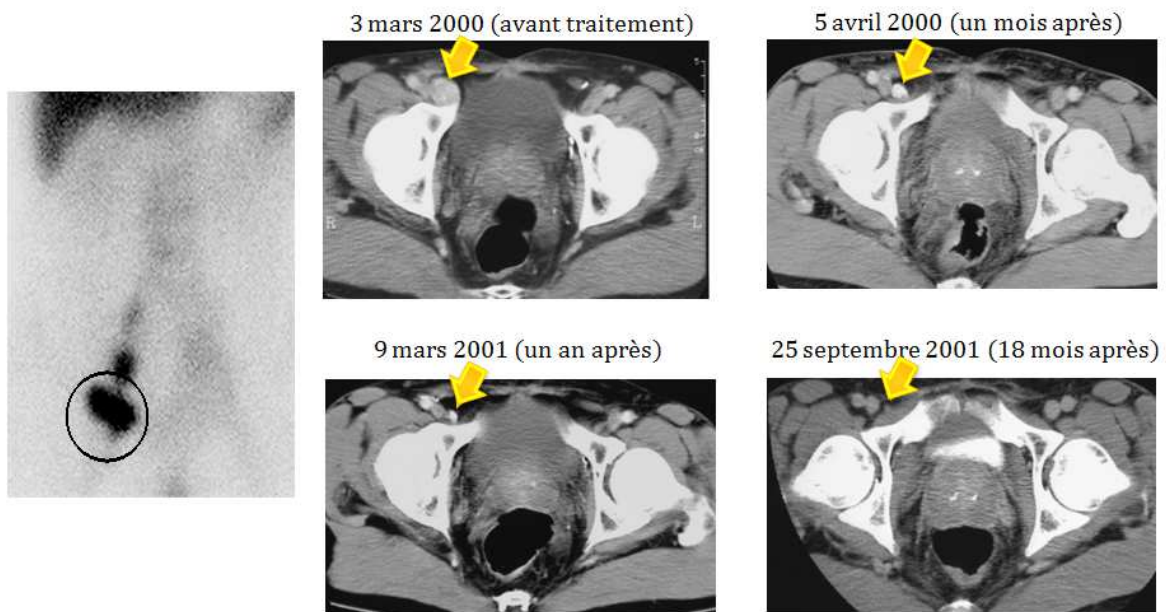 3 mars 2000 (avant traitement)
5 avril 2000 (un mois après)
R
L
9 mars 2001 (un an après)
25 septembre 2001 (18 mois après)